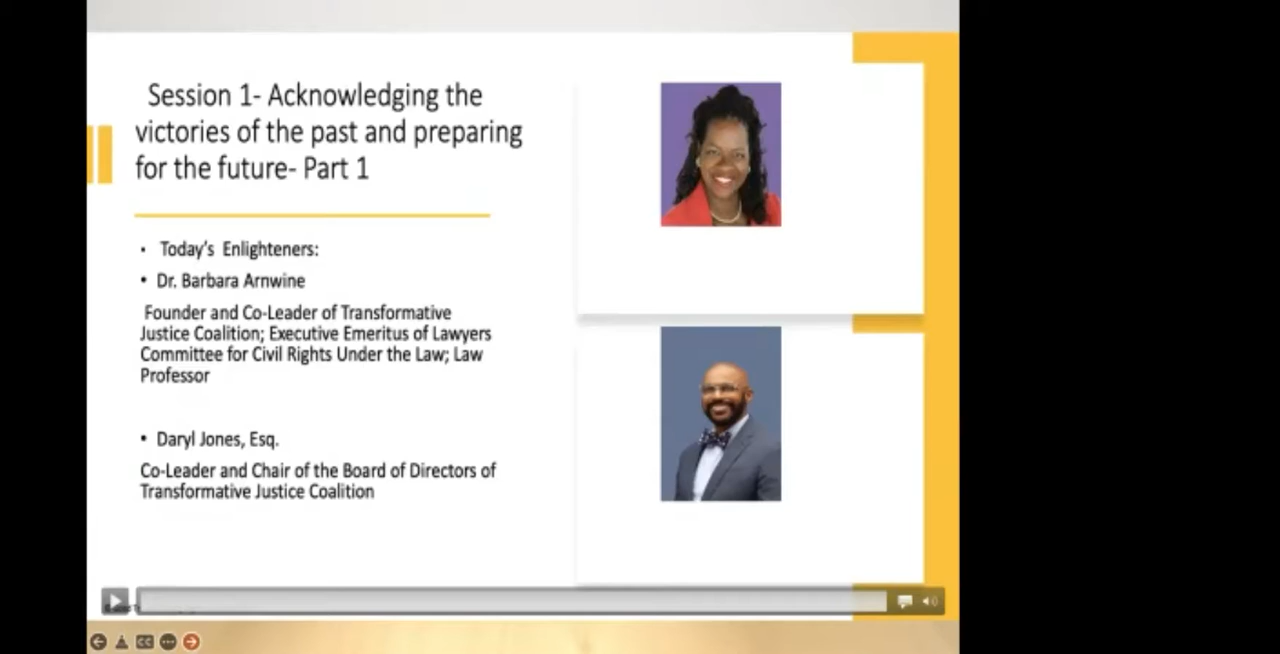 Session 1- Acknowledging the
victories of the past and preparing
for the future- Part 1
• Today's Enlighteners:
• Dr. Barbara Arnwine
Founder and Co-Leader of Transformative
Justice Coalition; Executive Emeritus of Lawyers
Committee for Civil Rights Under the Law; Law
Professor
• Daryl Jones, Esq.
Co-Leader and Chair of the Board of Directors of
Transformative Justice Coalition
CC